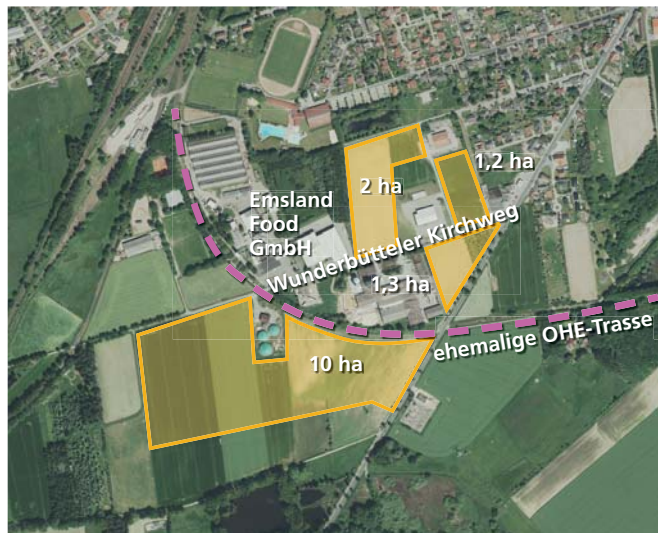 1,2 ha
2 ha
Emsland
Food
GmbH
Wunderbütteler Kirchweg
1,3 ha
ehemalige OHE-Trasse
10 ha